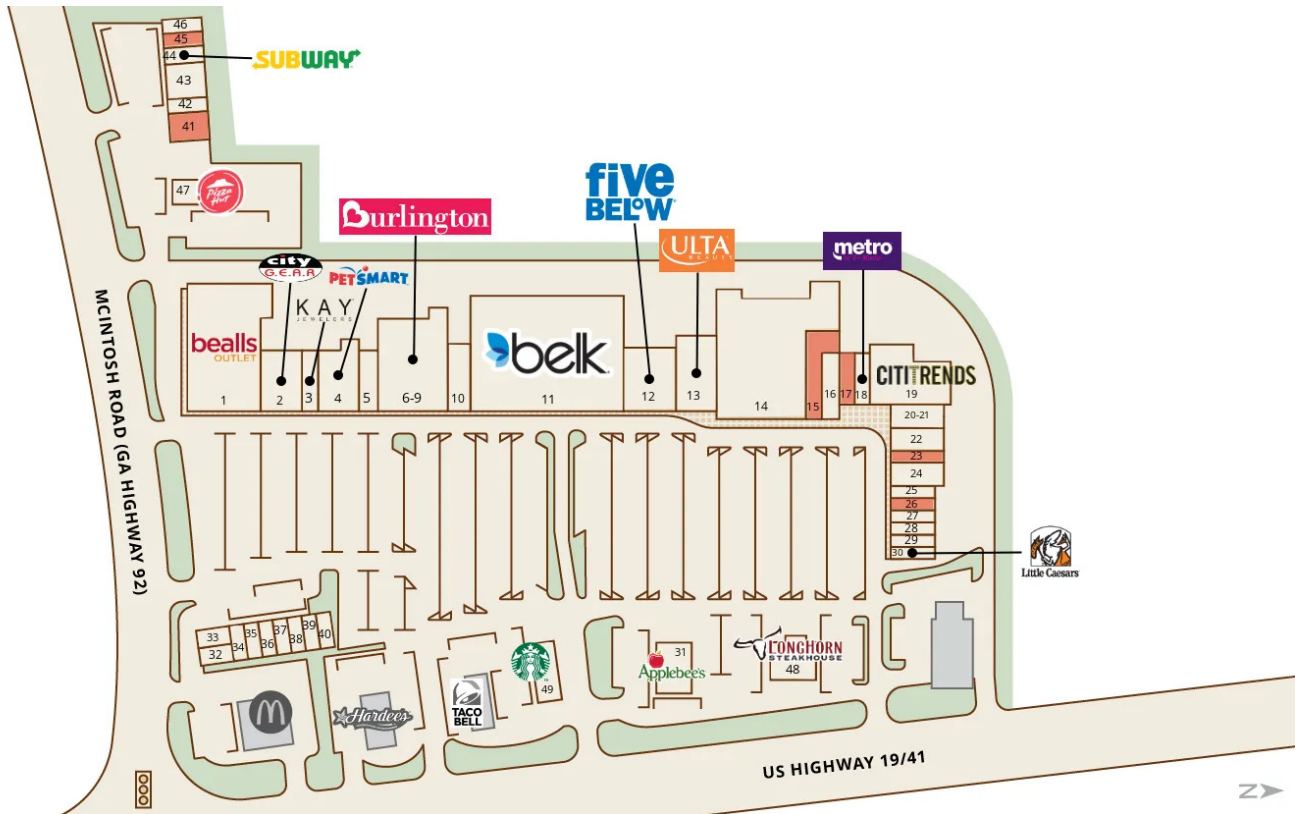 46
45
44
SUBWAY
43
42
41
47
Pizza Hut
five
BELOW
Burlington
ULTA
BEAUTY
metro
city
G.E.A.R
PETSMART
KAY
JEWELERS
bealls
OUTLET
belk
CITITRENDS
1
2
3
4
5
6-9
10
11
12
13
14
15
16
17
18
19
20-21
22
23
24
25
26
27
28
29
30
Little Caesars
MCINTOSH ROAD (GA HIGHWAY 92)
33
32
34
35
36
37
38
39
40
31
Applebee's
LONGHORN
STEAKHOUSE
48
49
TACO
BELL
Hardee's
M
US HIGHWAY 19/41
N